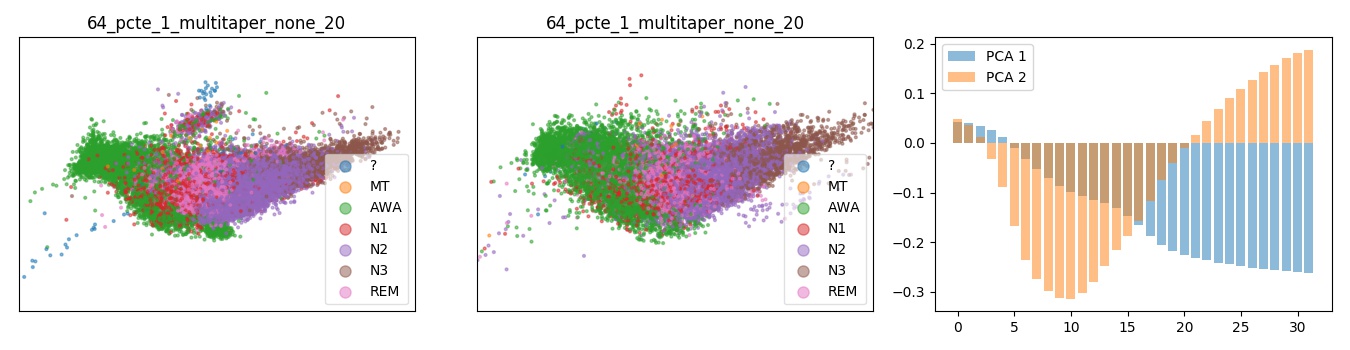 64_pcte_1_multitaper_none_20
?
MT
AWA
N1
N2
N3
REM
64_pcte_1_multitaper_none_20
?
MT
AWA
N1
N2
N3
REM
PCA 1
PCA 2
0.2
0.1
0.0
−0.1
−0.2
−0.3
0 5 10 15 20 25 30